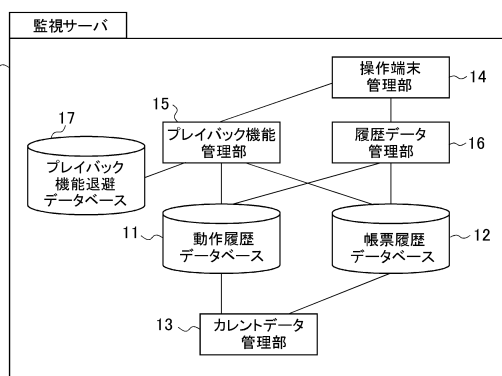 監視サーバ
操作端末
管理部
14
15
プレイバック機能
管理部
履歴データ
管理部
16
17
プレイバック
機能退避
データベース
11
動作履歴
データベース
帳票履歴
データベース
12
13
カレントデータ
管理部